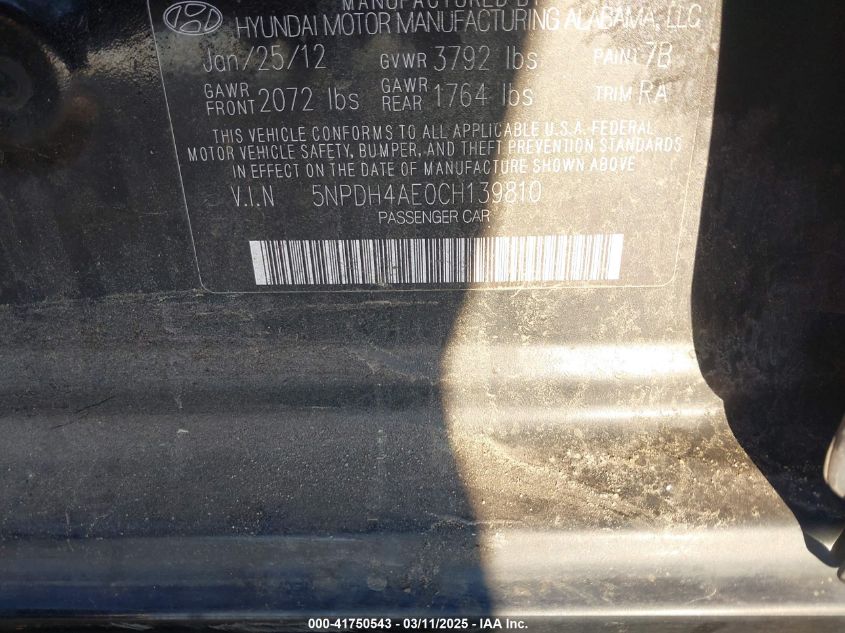 MANUFACTURED BY
HYUNDAI MOTOR MANUFACTURING ALABAMA, LLC
Jan/25/12 GVWR 3792 lbs PAINT 7B
GAWR FRONT 2072 lbs GAWR REAR 1764 lbs TRIM RA
THIS VEHICLE CONFORMS TO ALL APPLICABLE U.S.A. FEDERAL
MOTOR VEHICLE SAFETY, BUMPER, AND THEFT PREVENTION STANDARDS
IN EFFECT ON THE DATE OF MANUFACTURE SHOWN ABOVE
V.I.N 5NPDH4AE0CH139810
PASSENGER CAR
000-41750543 - 03/11/2025 - IAA Inc.